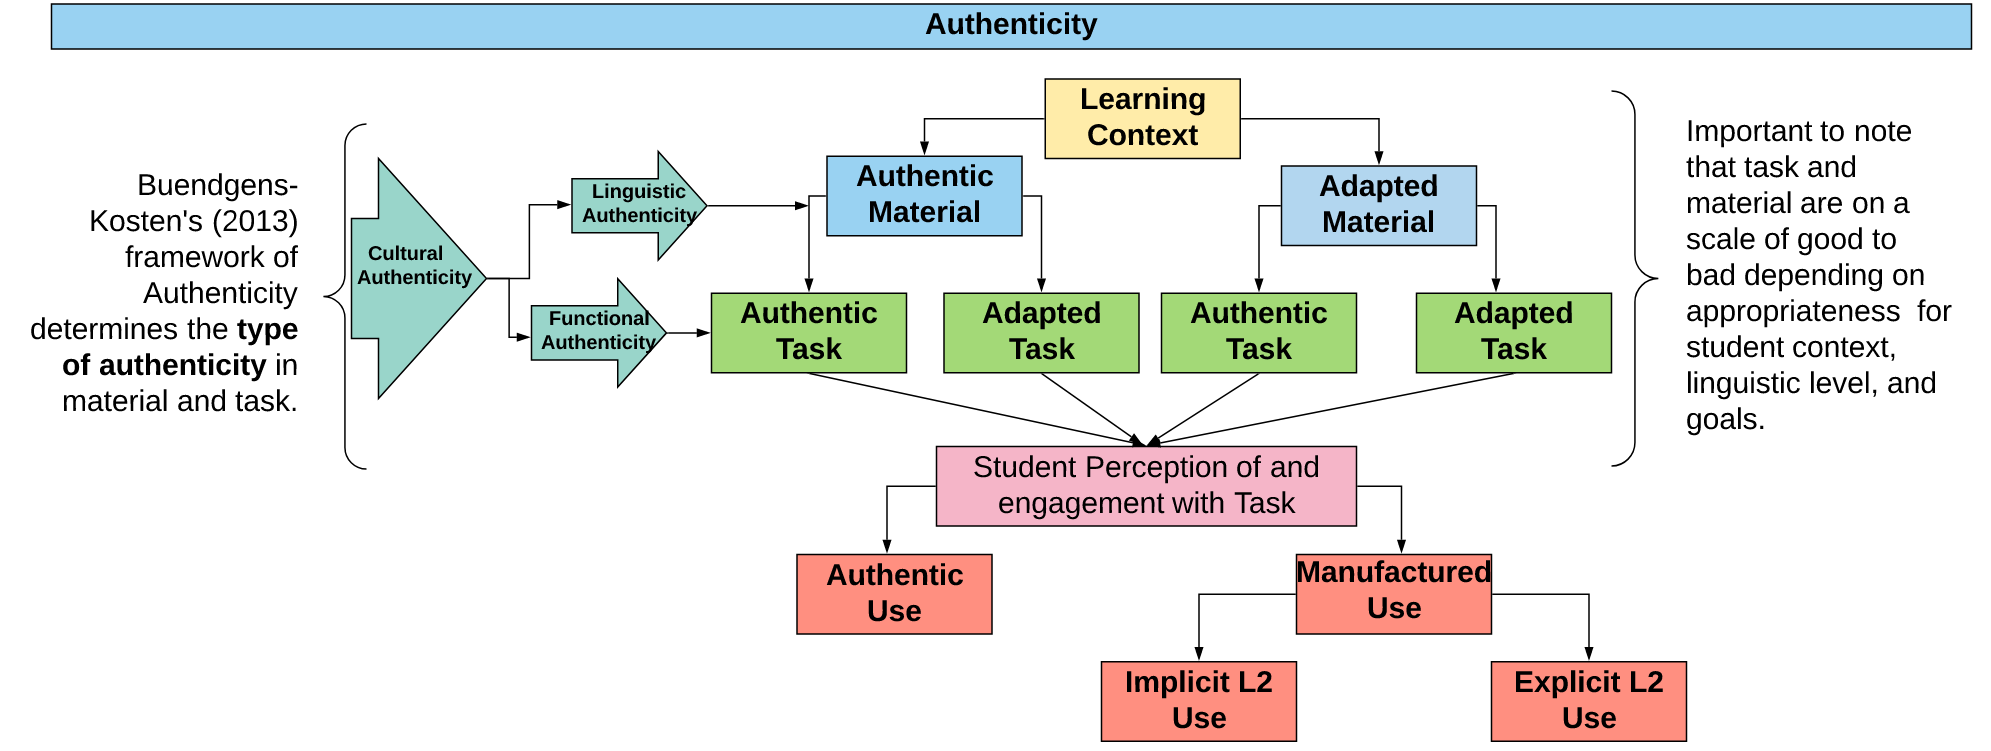 Authenticity
Buendgens-
Kosten's (2013)
framework of
Authenticity
determines the type
of authenticity in
material and task.
Cultural
Authenticity
Linguistic
Authenticity
Functional
Authenticity
Learning
Context
Authentic
Material
Adapted
Material
Authentic
Task
Adapted
Task
Authentic
Task
Adapted
Task
Student Perception of and
engagement with Task
Authentic
Use
Manufactured
Use
Implicit L2
Use
Explicit L2
Use
Important to note
that task and
material are on a
scale of good to
bad depending on
appropriateness  for
student context,
linguistic level, and
goals.